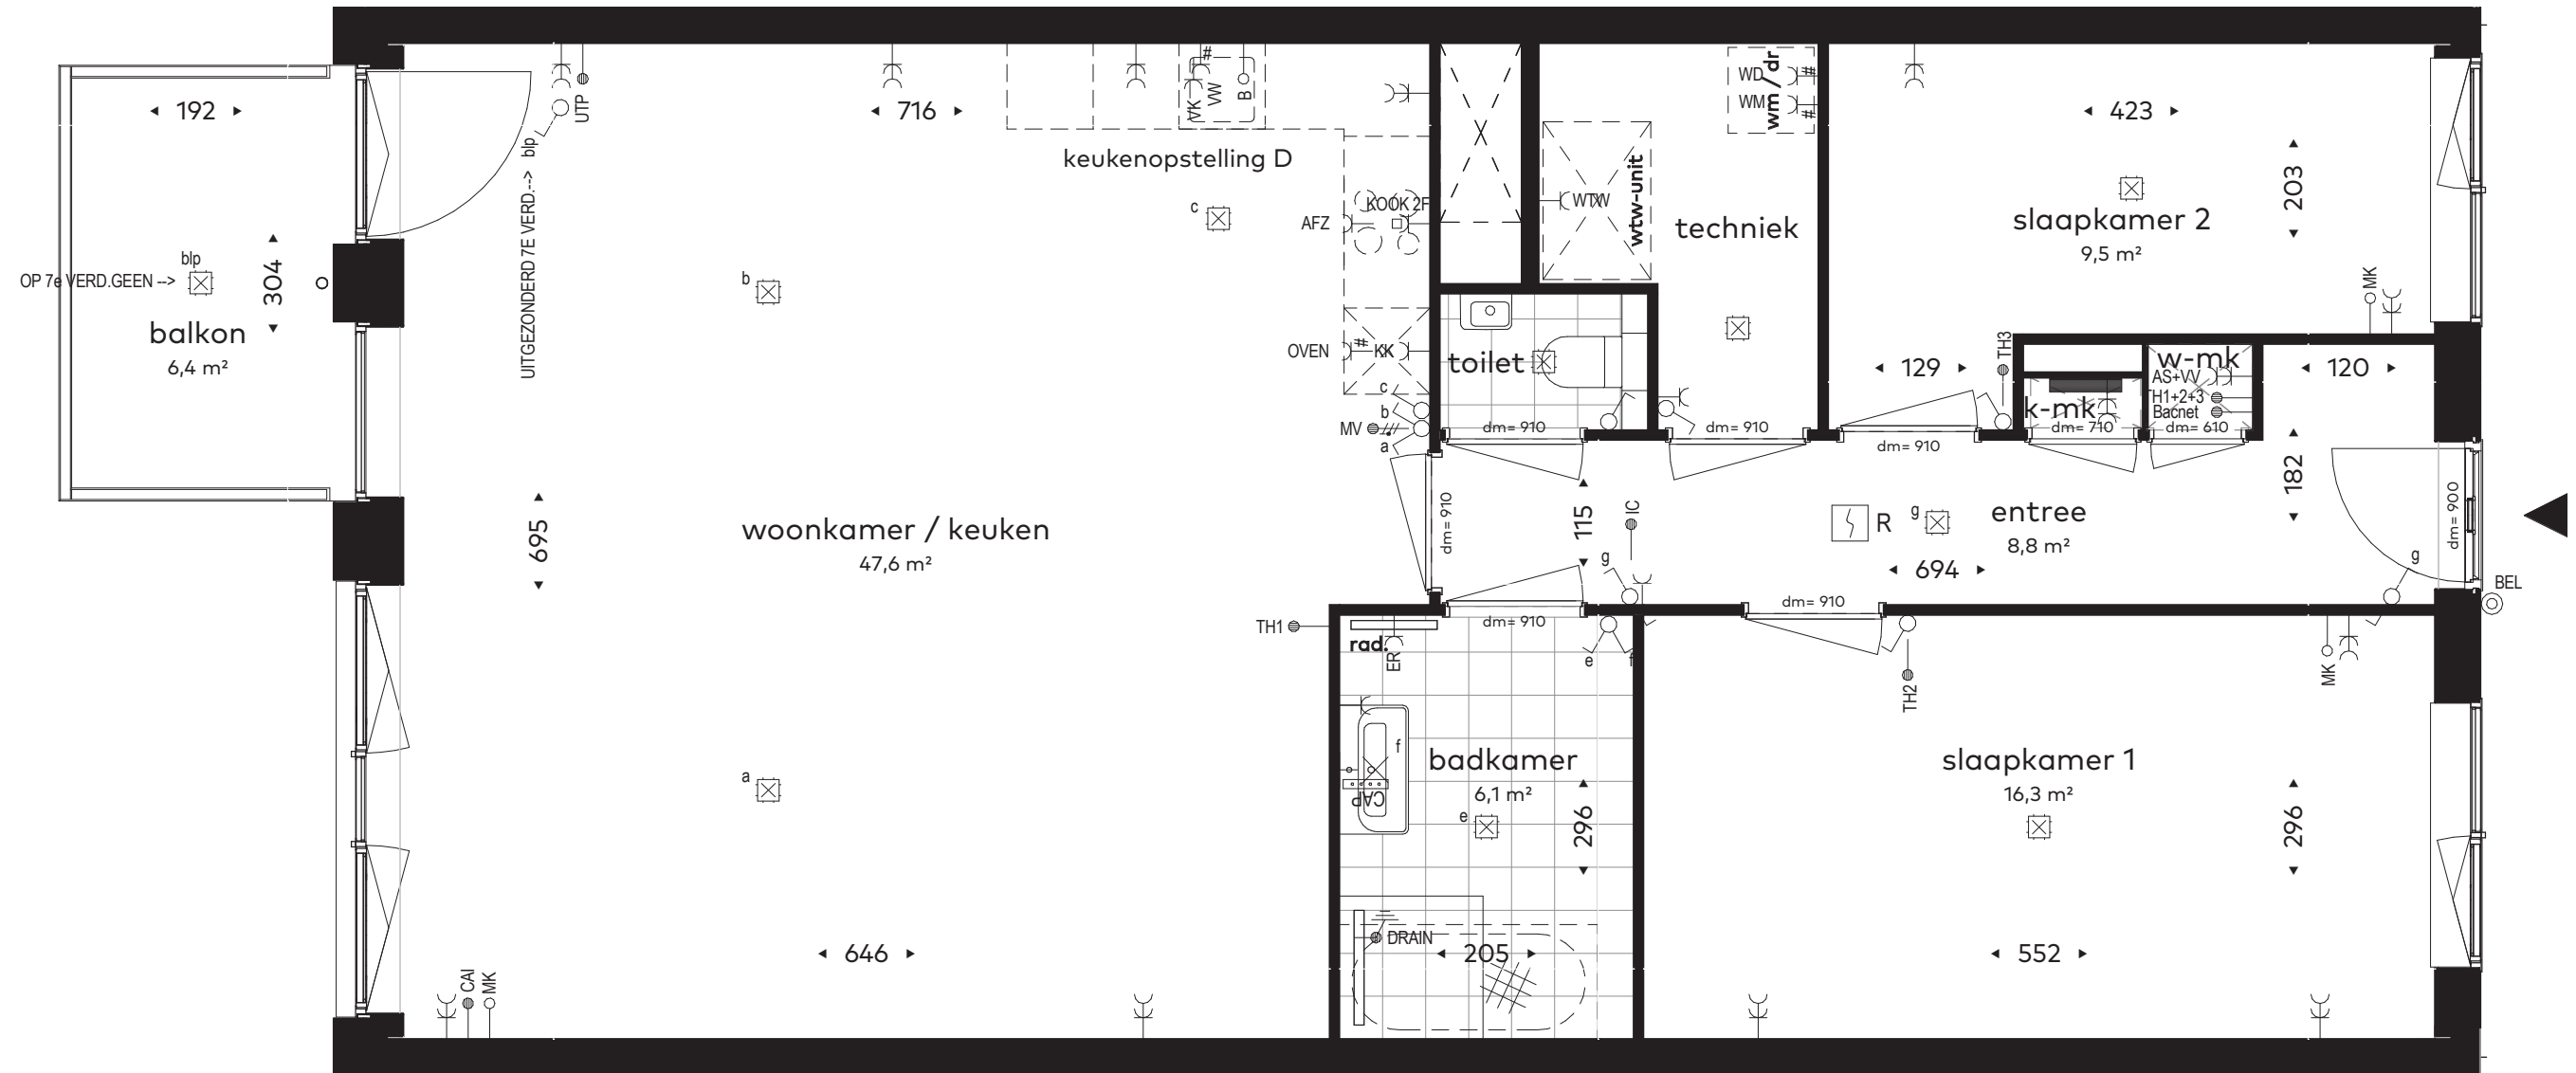 192
OP 7e VERD.GEEN -->
blp
304
balkon
6,4 m²
UTP
blp
UITGEZONDERD 7E VERD.-->
716
#
VK
VW
B
keukenopstelling D
c
AFZ
KOOK 2F
b
OVEN
#
KK
c
b
MV
a
695
woonkamer / keuken
47,6 m²
TH1
a
646
CAI
MK
WD
#
WM
#
wm / dr
WTW
wtw-unit
techniek
toilet
dm= 910
dm= 910
423
203
slaapkamer 2
9,5 m²
MK
129
TH3
dm= 910
w-mk
AS+VV
TH1+2+3
Bacnet
k-mk
dm= 710
dm= 610
120
182
dm= 910
115
IC
g
R
g
entree
8,8 m²
694
g
dm= 900
BEL
dm= 910
dm= 910
rad.
ER
e
f
f
CAP
badkamer
6,1 m²
e
296
DRAIN
205
TH2
MK
slaapkamer 1
16,3 m²
296
552